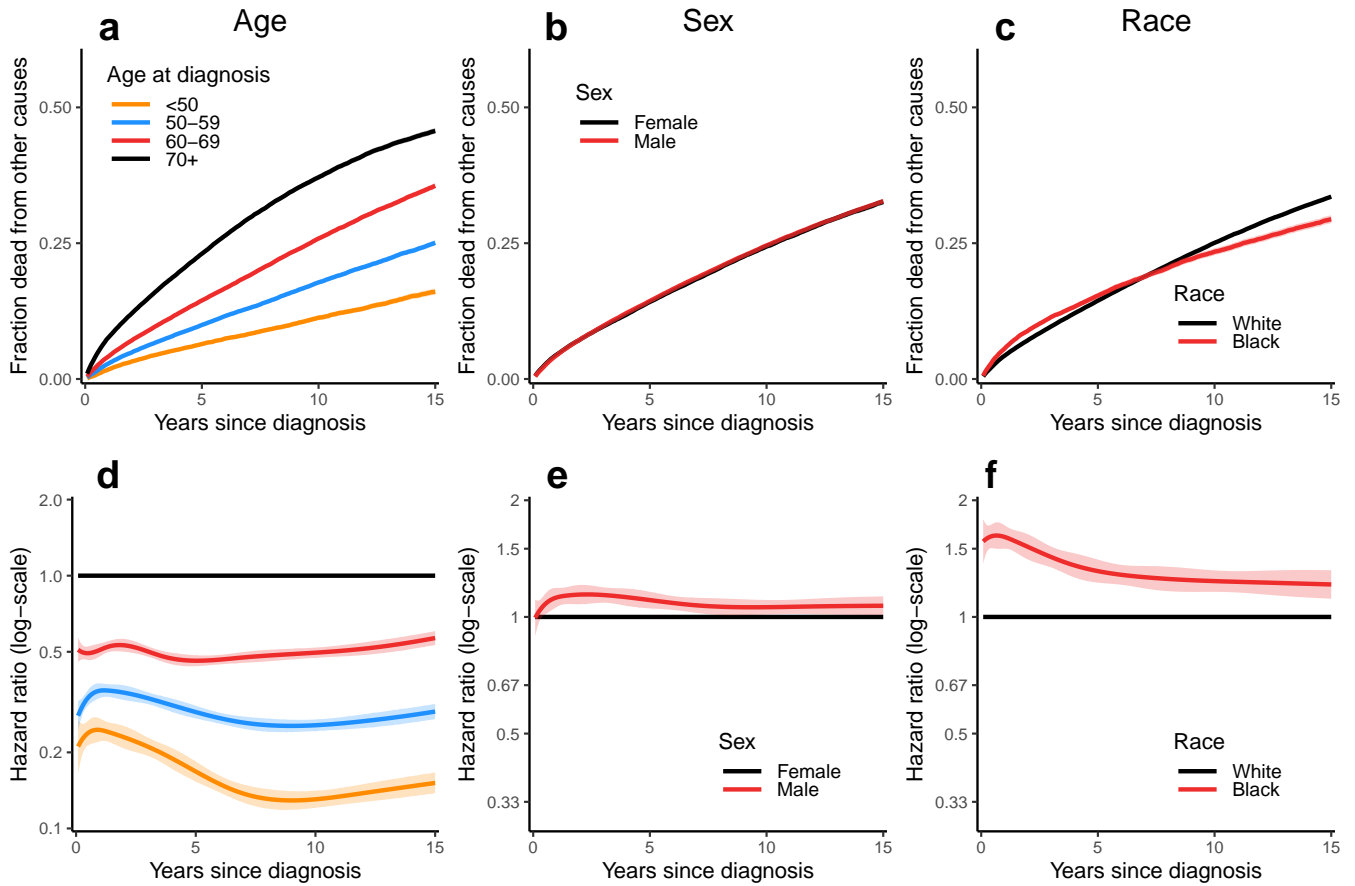 a Age
Fraction dead from other causes
0.50
0.25
0.00
Age at diagnosis
<50
50−59
60−69
70+
0 5 10 15
Years since diagnosis
b Sex
Fraction dead from other causes
0.50
0.25
0.00
Sex
Female
Male
0 5 10 15
Years since diagnosis
c Race
Fraction dead from other causes
0.50
0.25
0.00
Race
White
Black
0 5 10 15
Years since diagnosis
d
Hazard ratio (log−scale)
2.0
1.0
0.5
0.2
0.1
0 5 10 15
Years since diagnosis
e
Hazard ratio (log−scale)
2
1.5
1
0.67
0.5
0.33
Sex
Female
Male
0 5 10 15
Years since diagnosis
f
Hazard ratio (log−scale)
2
1.5
1
0.67
0.5
0.33
Race
White
Black
0 5 10 15
Years since diagnosis